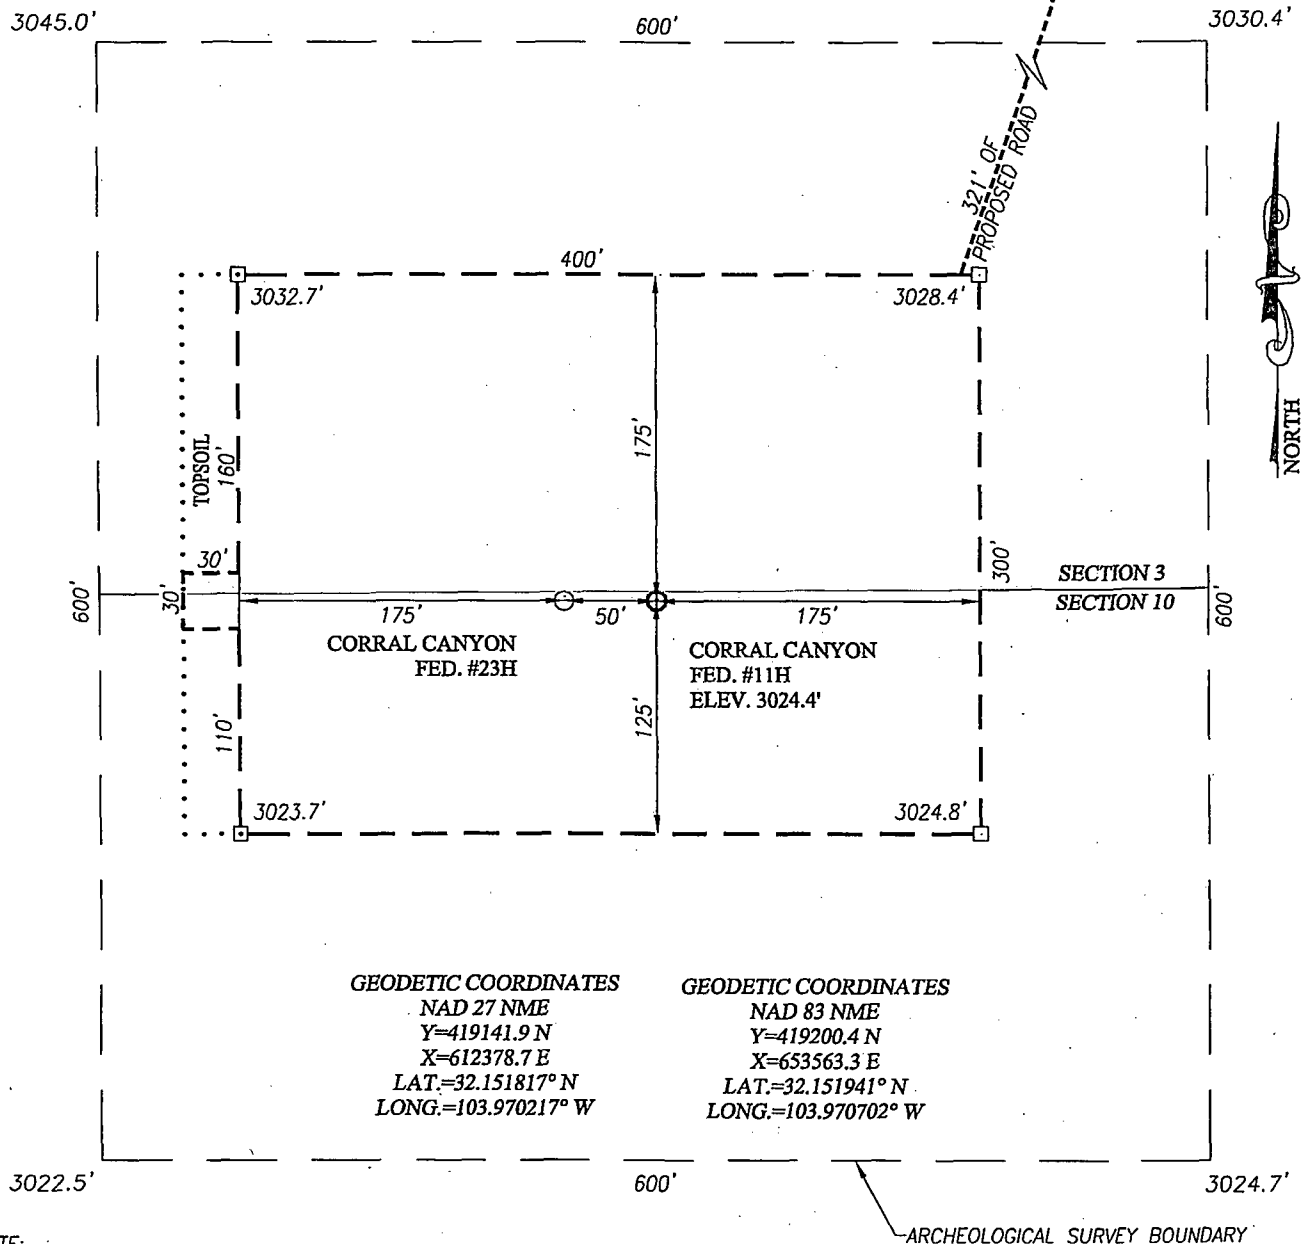 3045.0'
600'
3030.4'
321' OF
PROPOSED ROAD
400'
3032.7'
3028.4'
NORTH
TOPSOIL
160'
175'
30'
30'
600'
300'
SECTION 3
SECTION 10
600'
175'
50'
175'
CORRAL CANYON
FED. #23H
CORRAL CANYON
FED. #11H
ELEV. 3024.4'
110'
125'
3023.7'
3024.8'
GEODETIC COORDINATES
NAD 27 NME
Y=419141.9 N
X=612378.7 E
LAT.=32.151817° N
LONG.=103.970217° W
GEODETIC COORDINATES
NAD 83 NME
Y=419200.4 N
X=653563.3 E
LAT.=32.151941° N
LONG.=103.970702° W
3022.5'
600'
3024.7'
ARCHEOLOGICAL SURVEY BOUNDARY